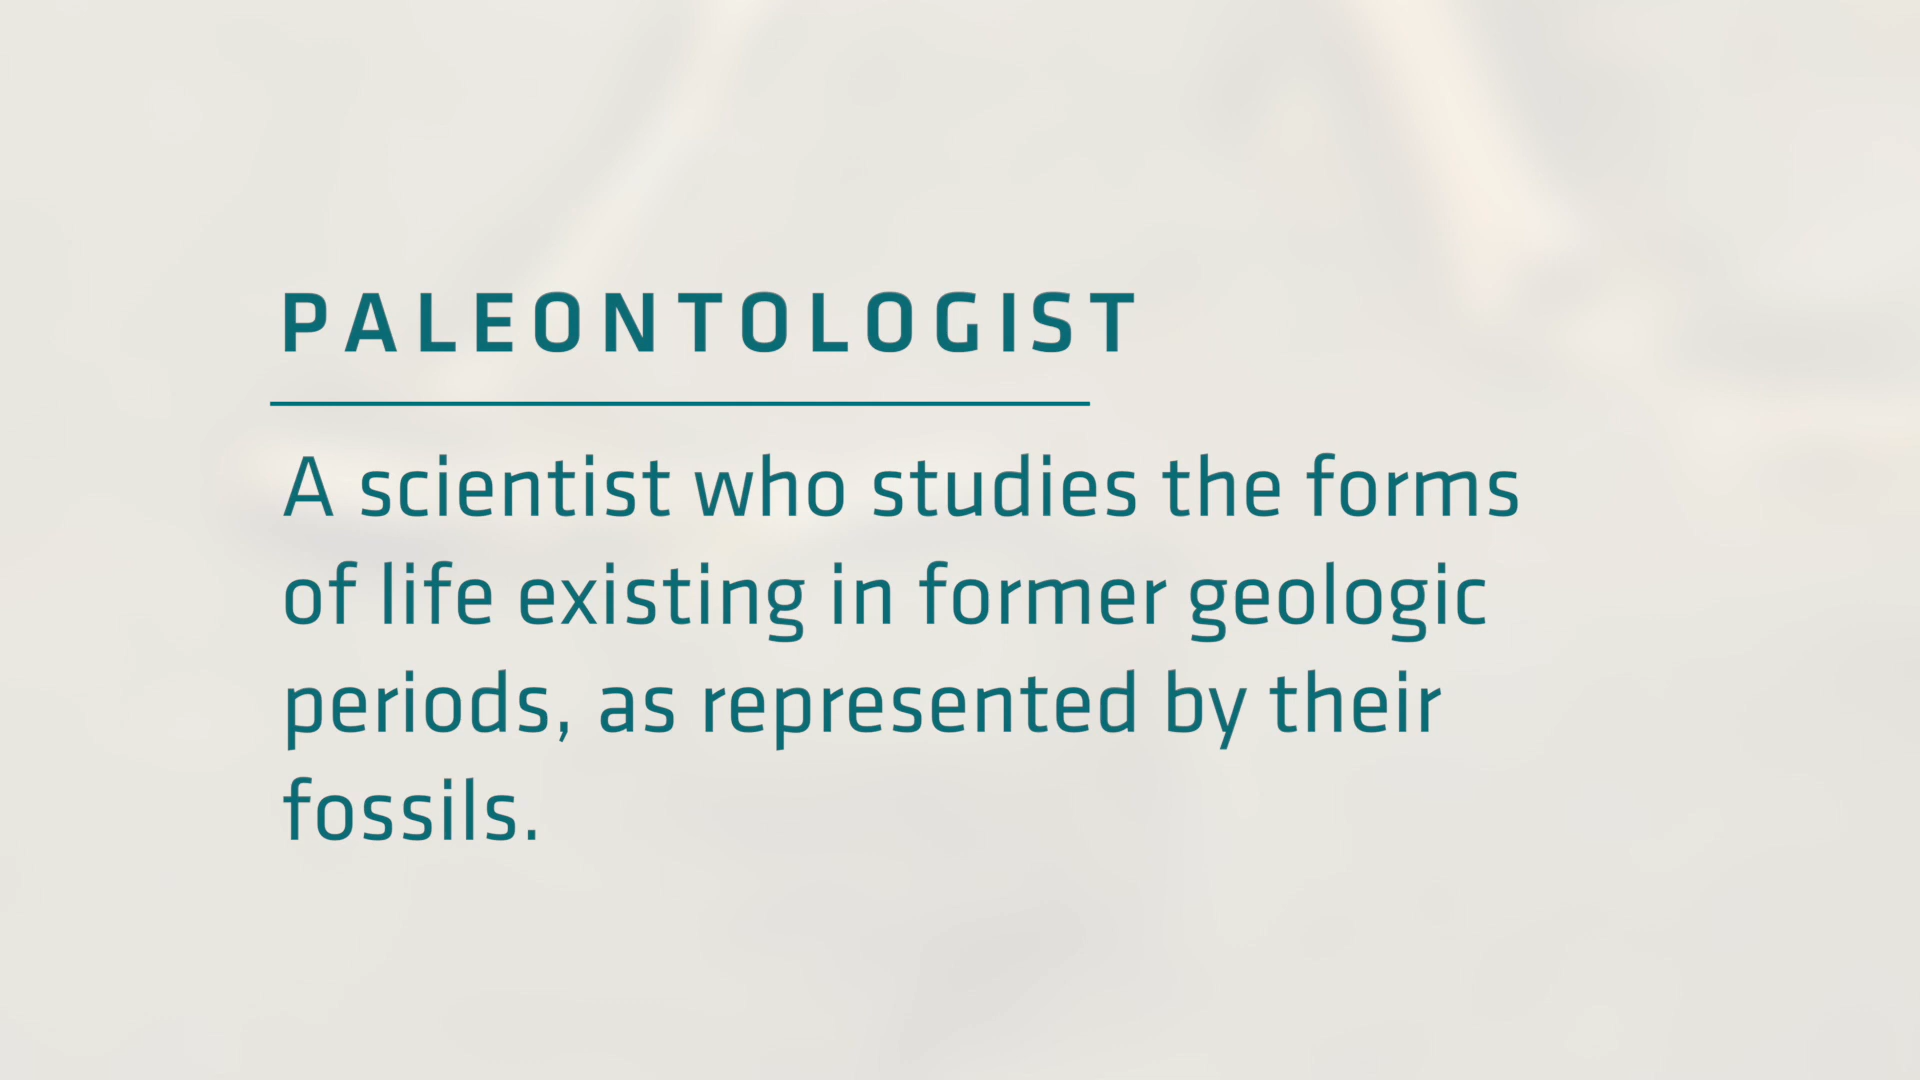 PALEONTOLOGIST
A scientist who studies the forms
of life existing in former geologic
periods, as represented by their
fossils.